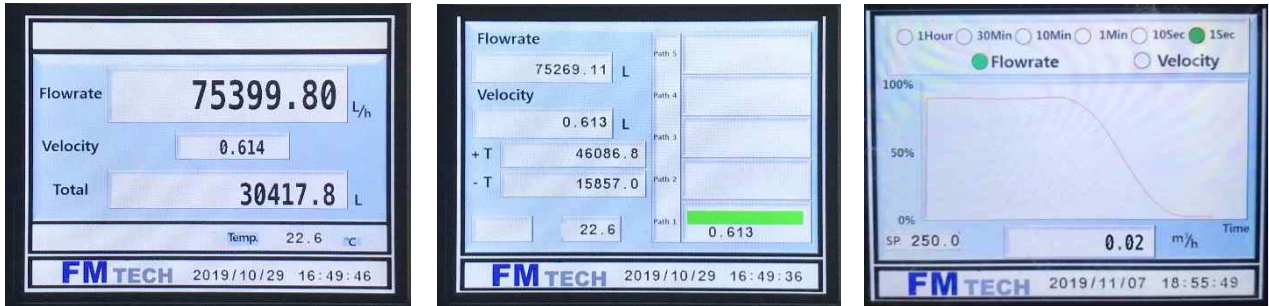 Flowrate 75399.80 L/h
Velocity 0.614
Total 30417.8 L
Temp. 22.6 °C
FM TECH 2019/10/29 16:49:46
Flowrate
75269.11 L
Velocity
0.613 L
+ T 46086.8
- T 15857.0
22.6
Path 5
Path 4
Path 3
Path 2
Path 1
0.613
FM TECH 2019/10/29 16:49:36
1Hour 30Min 10Min 1Min 10Sec 1Sec
Flowrate Velocity
100%
50%
0%
Time
SP 250.0 0.02 m³/h
FM TECH 2019/11/07 18:55:49